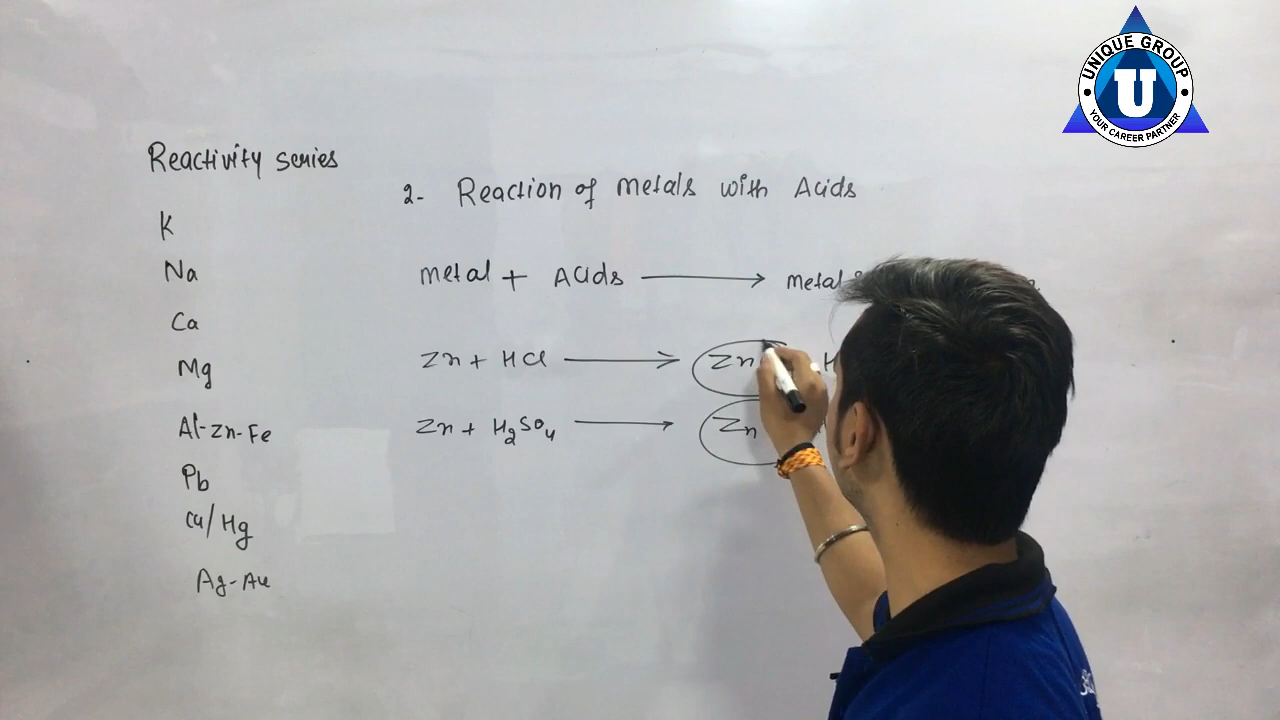 UNIQUE GROUP
U
YOUR CAREER PARTNER
Reactivity series
K
Na
Ca
Mg
Al-Zn-Fe
Pb
Cu/Hg
Ag-Au
2- Reaction of metals with Acids
metal + Acids ⟶ metal
Zn + HCl ⟶ Zn H
Zn + H2SO4 ⟶ Zn